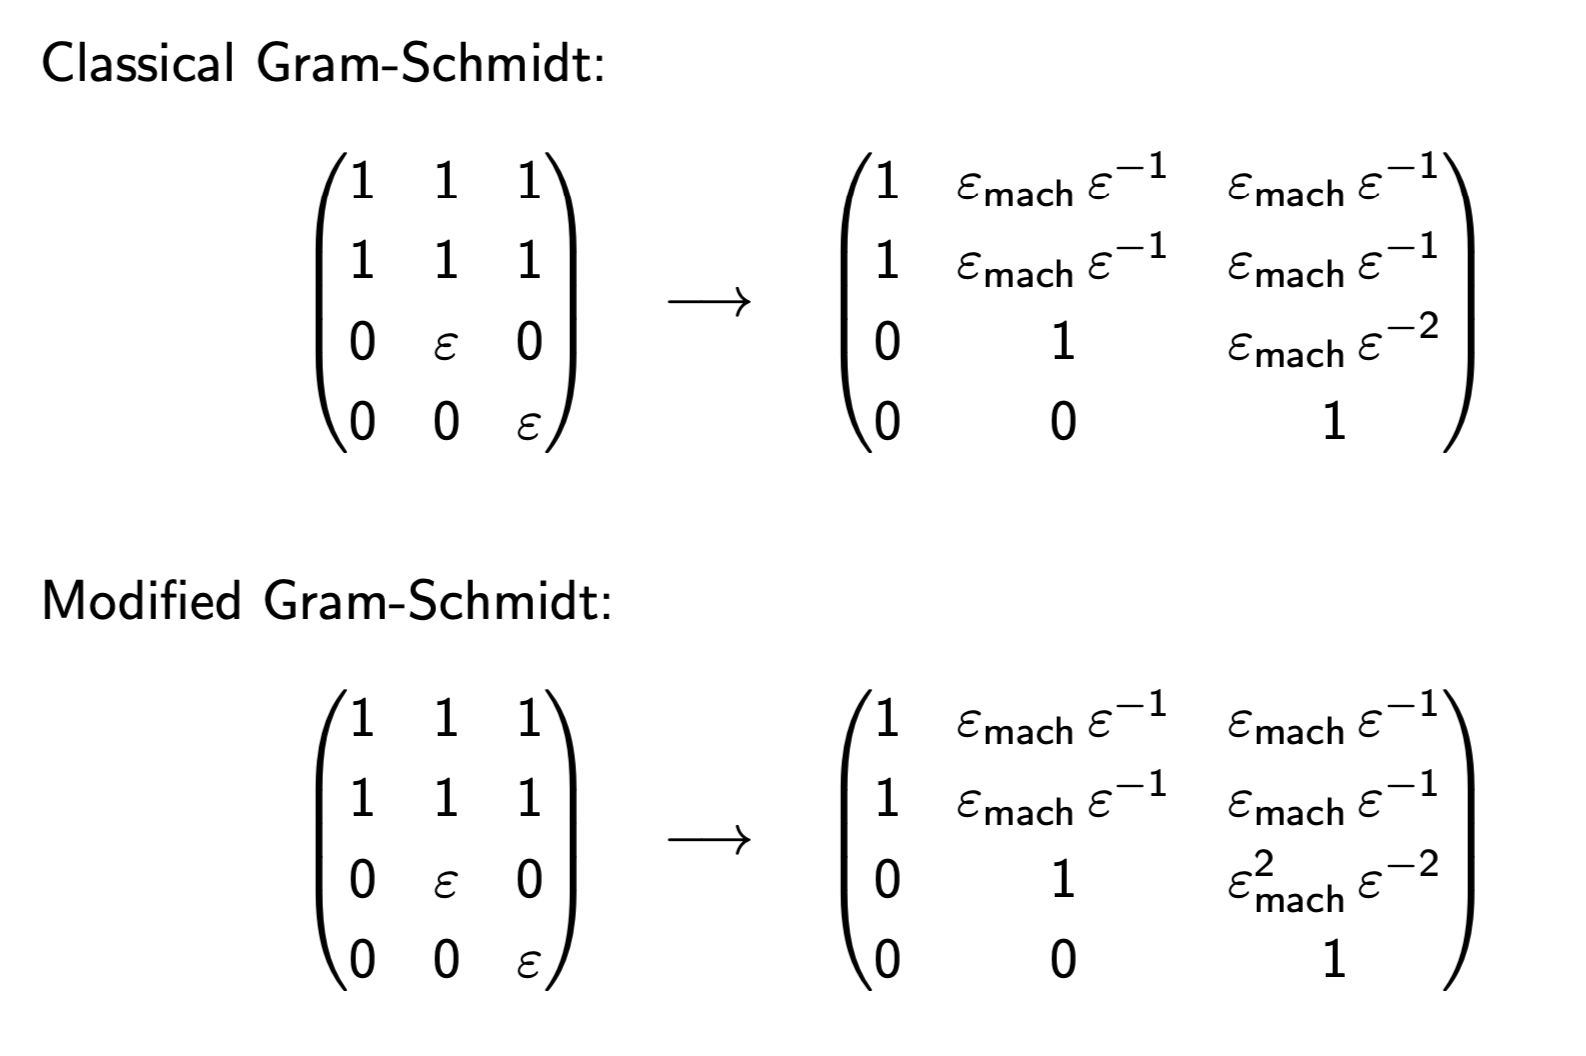 Classical Gram-Schmidt:
$\begin{pmatrix} 1 & 1 & 1 \\ 1 & 1 & 1 \\ 0 & \varepsilon & 0 \\ 0 & 0 & \varepsilon \end{pmatrix} \longrightarrow \begin{pmatrix} 1 & \varepsilon_{\text{mach}}\,\varepsilon^{-1} & \varepsilon_{\text{mach}}\,\varepsilon^{-1} \\ 1 & \varepsilon_{\text{mach}}\,\varepsilon^{-1} & \varepsilon_{\text{mach}}\,\varepsilon^{-1} \\ 0 & 1 & \varepsilon_{\text{mach}}\,\varepsilon^{-2} \\ 0 & 0 & 1 \end{pmatrix}$
Modified Gram-Schmidt:
$\begin{pmatrix} 1 & 1 & 1 \\ 1 & 1 & 1 \\ 0 & \varepsilon & 0 \\ 0 & 0 & \varepsilon \end{pmatrix} \longrightarrow \begin{pmatrix} 1 & \varepsilon_{\text{mach}}\,\varepsilon^{-1} & \varepsilon_{\text{mach}}\,\varepsilon^{-1} \\ 1 & \varepsilon_{\text{mach}}\,\varepsilon^{-1} & \varepsilon_{\text{mach}}\,\varepsilon^{-1} \\ 0 & 1 & \varepsilon_{\text{mach}}^{2}\,\varepsilon^{-2} \\ 0 & 0 & 1 \end{pmatrix}$